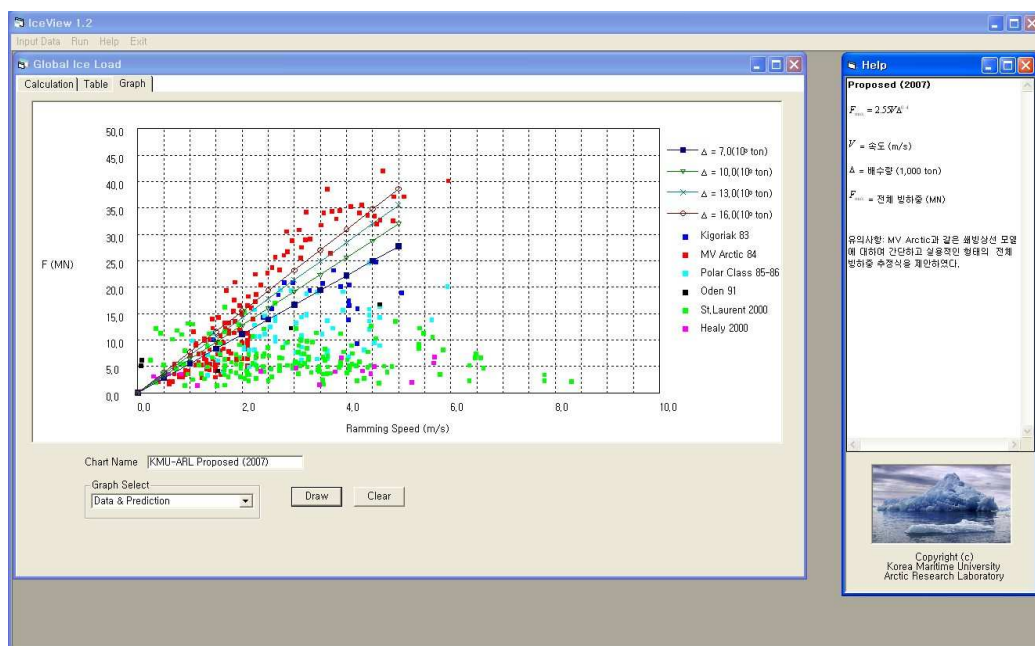 IceView 1.2
Input Data Run Help Exit
Global Ice Load
Calculation Table Graph
50,0
45,0
40,0
35,0
30,0
25,0
20,0
15,0
10,0
5,0
0,0
F (MN)
0,0 2,0 4,0 6,0 8,0 10,0
Ramming Speed (m/s)
Δ = 7,0(10³ ton)
Δ = 10,0(10³ ton)
Δ = 13,0(10³ ton)
Δ = 16,0(10³ ton)
Kigoriak 83
MV Arctic 84
Polar Class 85-86
Oden 91
St,Laurent 2000
Healy 2000
Chart Name KMU-ARL Proposed (2007)
Graph Select
Data & Prediction
Draw Clear
Help
Proposed (2007)
= 2.55VΔ
V = 속도 (m/s)
Δ = 배수량 (1,000 ton)
= 전체 빙하중 (MN)
유의사항: MV Arctic과 같은 쇄빙상선 모델
에 대하여 간단하고 실용적인 형태의 전체
빙하중 추정식을 제안하였다.
Copyright (c)
Korea Maritime University
Arctic Research Laboratory